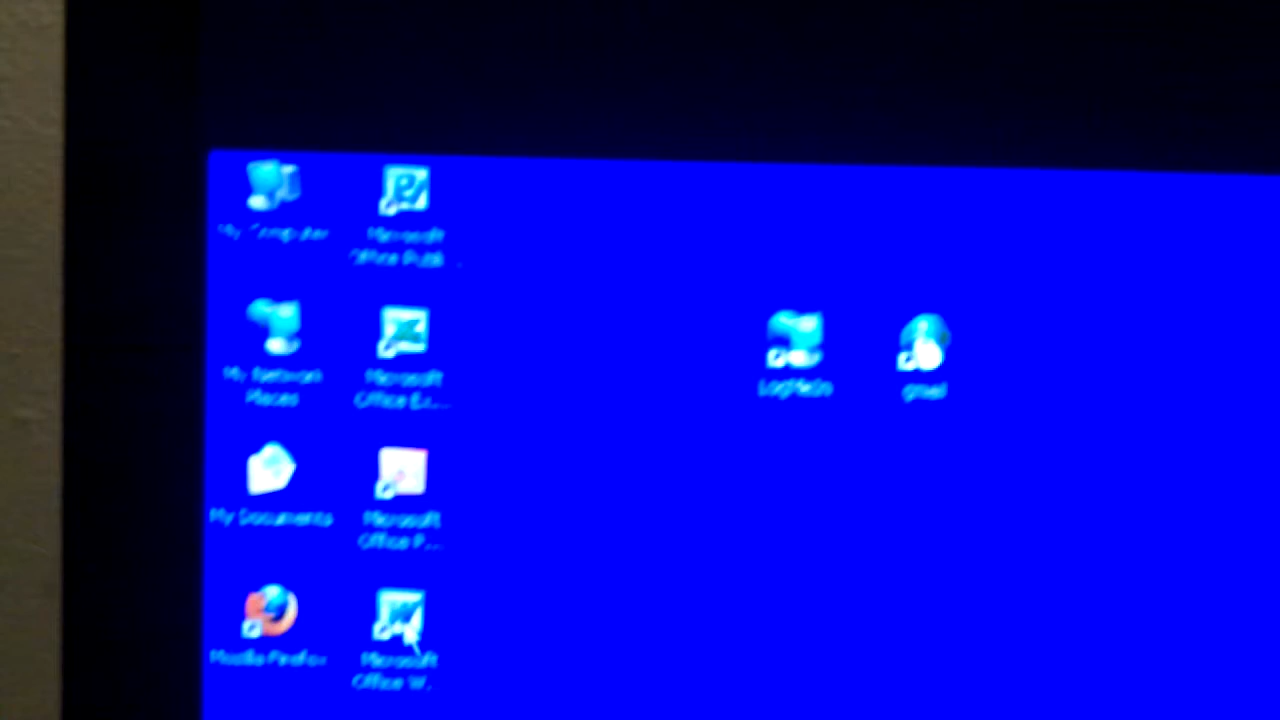 My Computer
Microsoft
Office Publ...
My Network
Places
Microsoft
Office Ex...
LogMeIn
gmail
My Documents
Microsoft
Office P...
Mozilla Firefox
Microsoft
Office W...